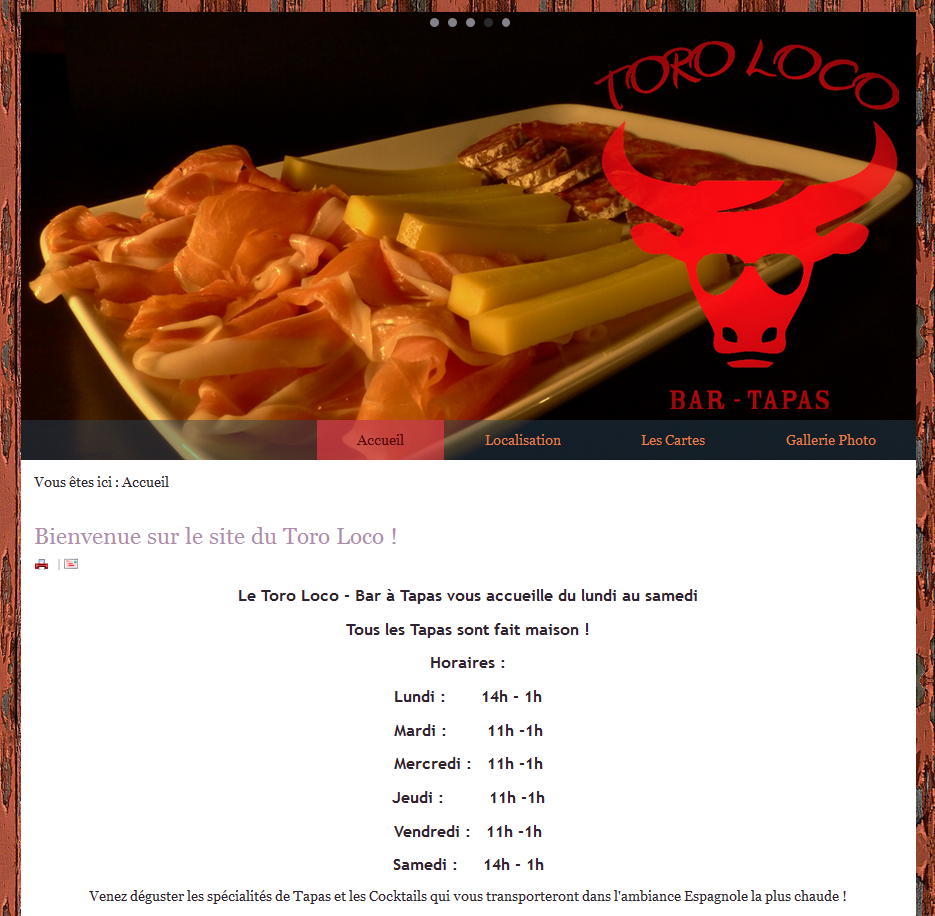 TORO LOCO
BAR - TAPAS
Accueil Localisation Les Cartes Gallerie Photo
Vous êtes ici : Accueil
Bienvenue sur le site du Toro Loco !
|
Le Toro Loco - Bar à Tapas vous accueille du lundi au samedi
Tous les Tapas sont fait maison !
Horaires :
Lundi : 14h - 1h
Mardi : 11h -1h
Mercredi : 11h -1h
Jeudi : 11h -1h
Vendredi : 11h -1h
Samedi : 14h - 1h
Venez déguster les spécialités de Tapas et les Cocktails qui vous transporteront dans l'ambiance Espagnole la plus chaude !